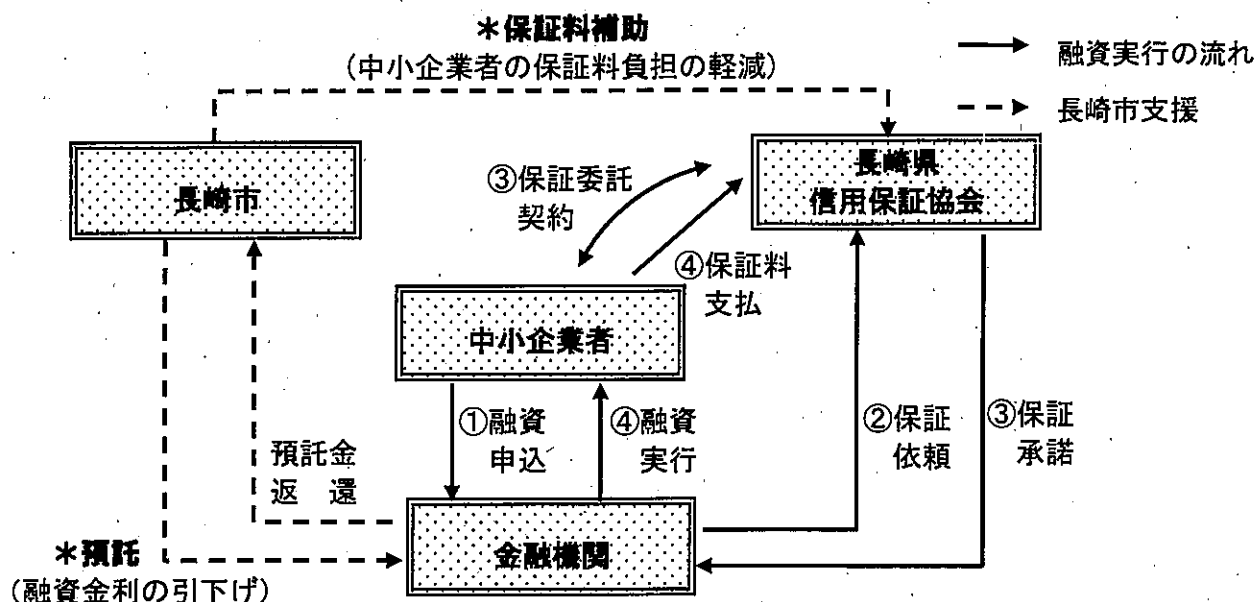 *保証料補助
(中小企業者の保証料負担の軽減)
融資実行の流れ
長崎市支援
長崎市
長崎県
信用保証協会
③保証委託
契約
④保証料
支払
中小企業者
①融資
申込
④融資
実行
②保証
依頼
③保証
承諾
預託金
返　還
金融機関
*預託
(融資金利の引下げ)